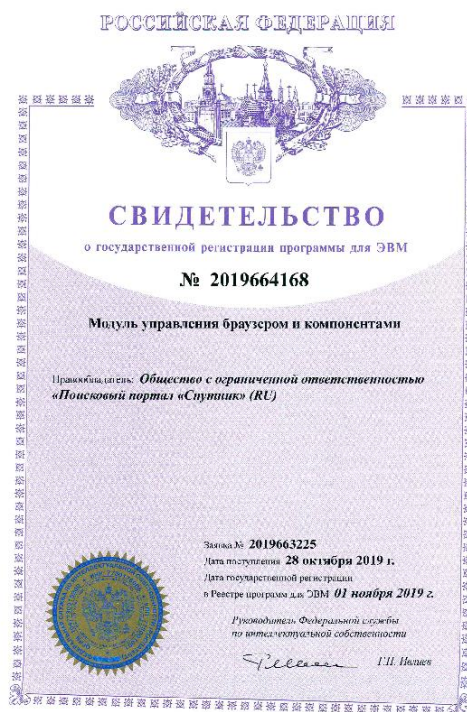 РОССИЙСКАЯ ФЕДЕРАЦИЯ
СВИДЕТЕЛЬСТВО
о государственной регистрации программы для ЭВМ
№ 2019664168
Модуль управления браузером и компонентами
Правообладатель: Общество с ограниченной ответственностью
«Поисковый портал «Спутник» (RU)
Заявка № 2019663225
Дата поступления 28 октября 2019 г.
Дата государственной регистрации
в Реестре программ для ЭВМ 01 ноября 2019 г.
Руководитель Федеральной службы
по интеллектуальной собственности
Г.П. Ивлиев